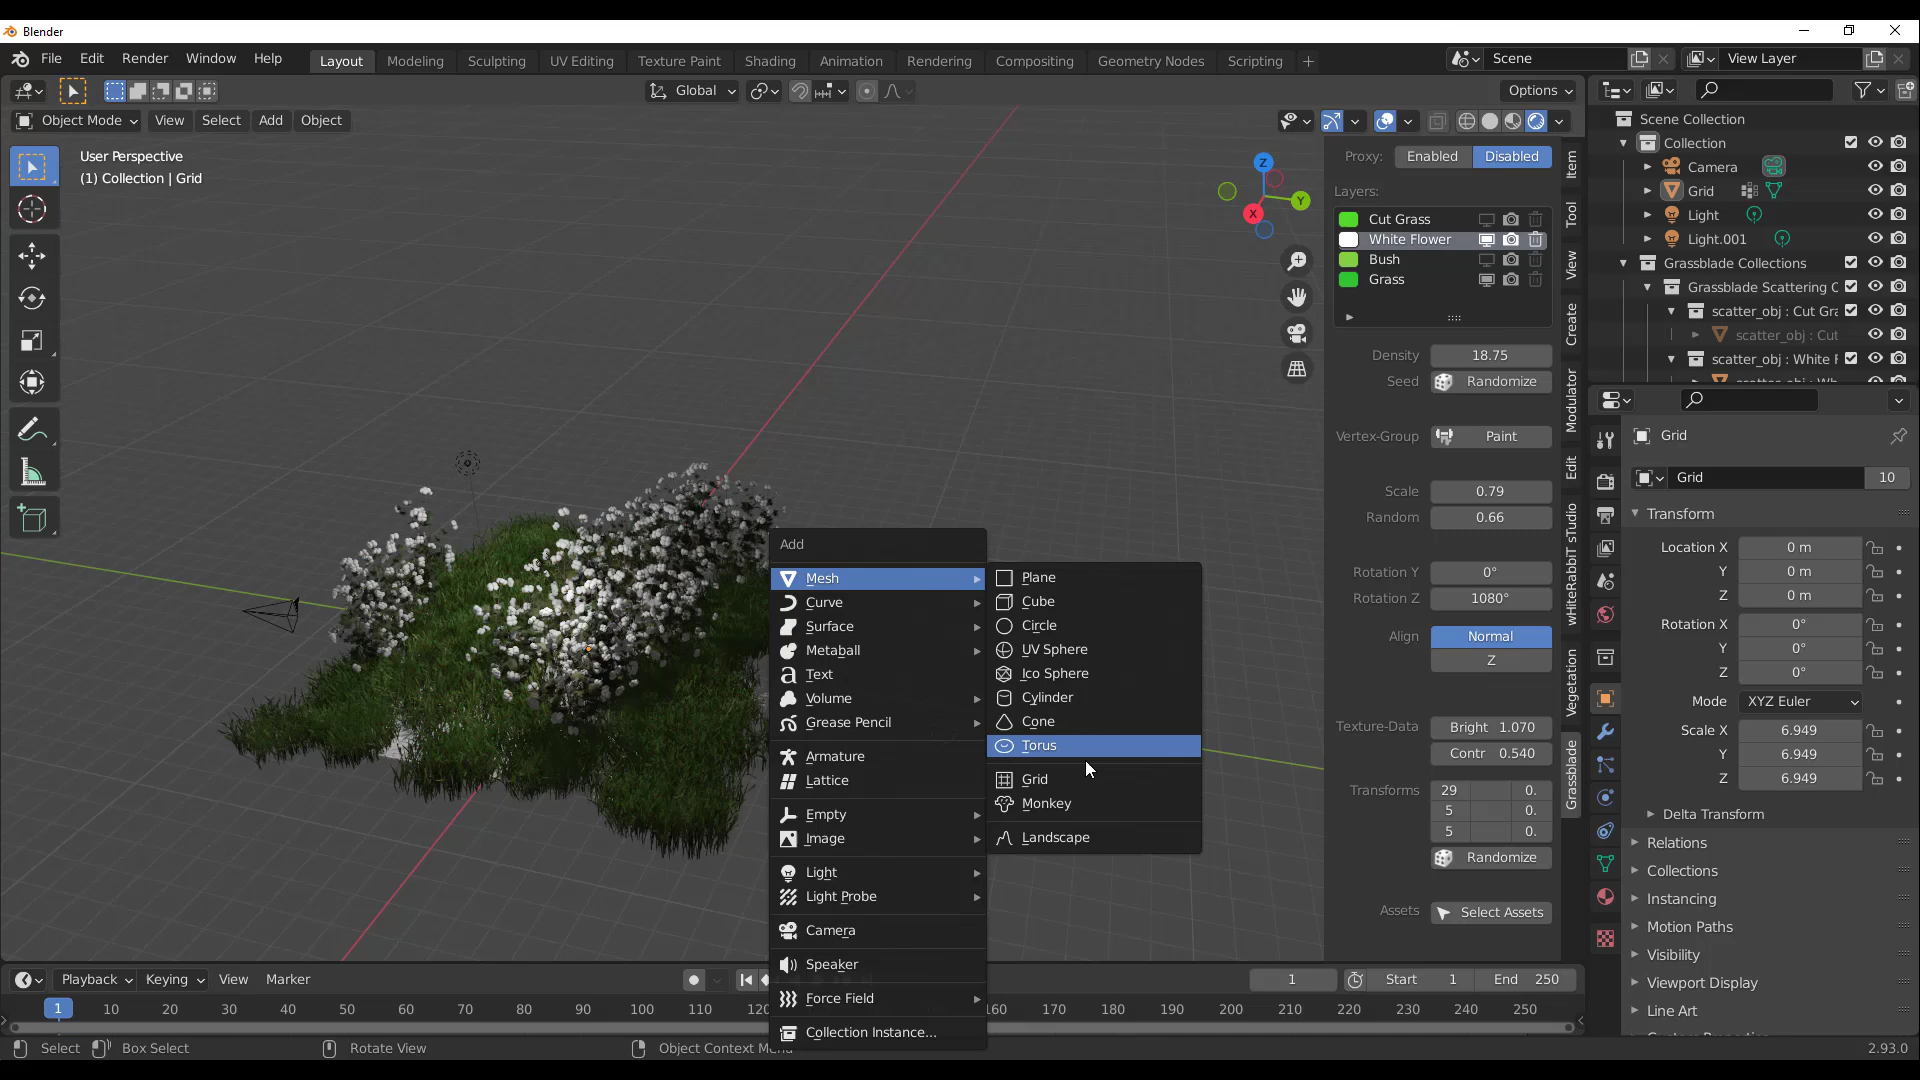 Blender
File Edit Render Window Help Layout Modeling Sculpting UV Editing Texture Paint Shading Animation Rendering Compositing Geometry Nodes Scripting + Scene View Layer
Global Options
Object Mode View Select Add Object
User Perspective
(1) Collection | Grid
Z
Y
X
Proxy: Enabled Disabled
Layers:
Cut Grass
White Flower
Bush
Grass
Density 18.75
Seed Randomize
Vertex-Group Paint
Scale 0.79
Random 0.66
Rotation Y 0°
Rotation Z 1080°
Align Normal
Z
Texture-Data Bright 1.070
Contr 0.540
Transforms 29 0.
5 0.
5 0.
Randomize
Assets Select Assets
Item
Tool
View
Create
Modulator
Edit
wHiteRabbiT sTudio
Vegetation
Grassblade
Add
Mesh
Curve
Surface
Metaball
Text
Volume
Grease Pencil
Armature
Lattice
Empty
Image
Light
Light Probe
Camera
Speaker
Force Field
Collection Instance...
Plane
Cube
Circle
UV Sphere
Ico Sphere
Cylinder
Cone
Torus
Grid
Monkey
Landscape
Scene Collection
Collection
Camera
Grid
Light
Light.001
Grassblade Collections
Grassblade Scattering C
scatter_obj : Cut Gra
scatter_obj : Cut
scatter_obj : White F
Grid
Grid 10
Transform
Location X 0 m
Y 0 m
Z 0 m
Rotation X 0°
Y 0°
Z 0°
Mode XYZ Euler
Scale X 6.949
Y 6.949
Z 6.949
Delta Transform
Relations
Collections
Instancing
Motion Paths
Visibility
Viewport Display
Line Art
Playback Keying View Marker 1 Start 1 End 250
1 10 20 30 40 50 60 70 80 90 100 110 120 160 170 180 190 200 210 220 230 240 250
Select Box Select Rotate View Object Context Menu 2.93.0